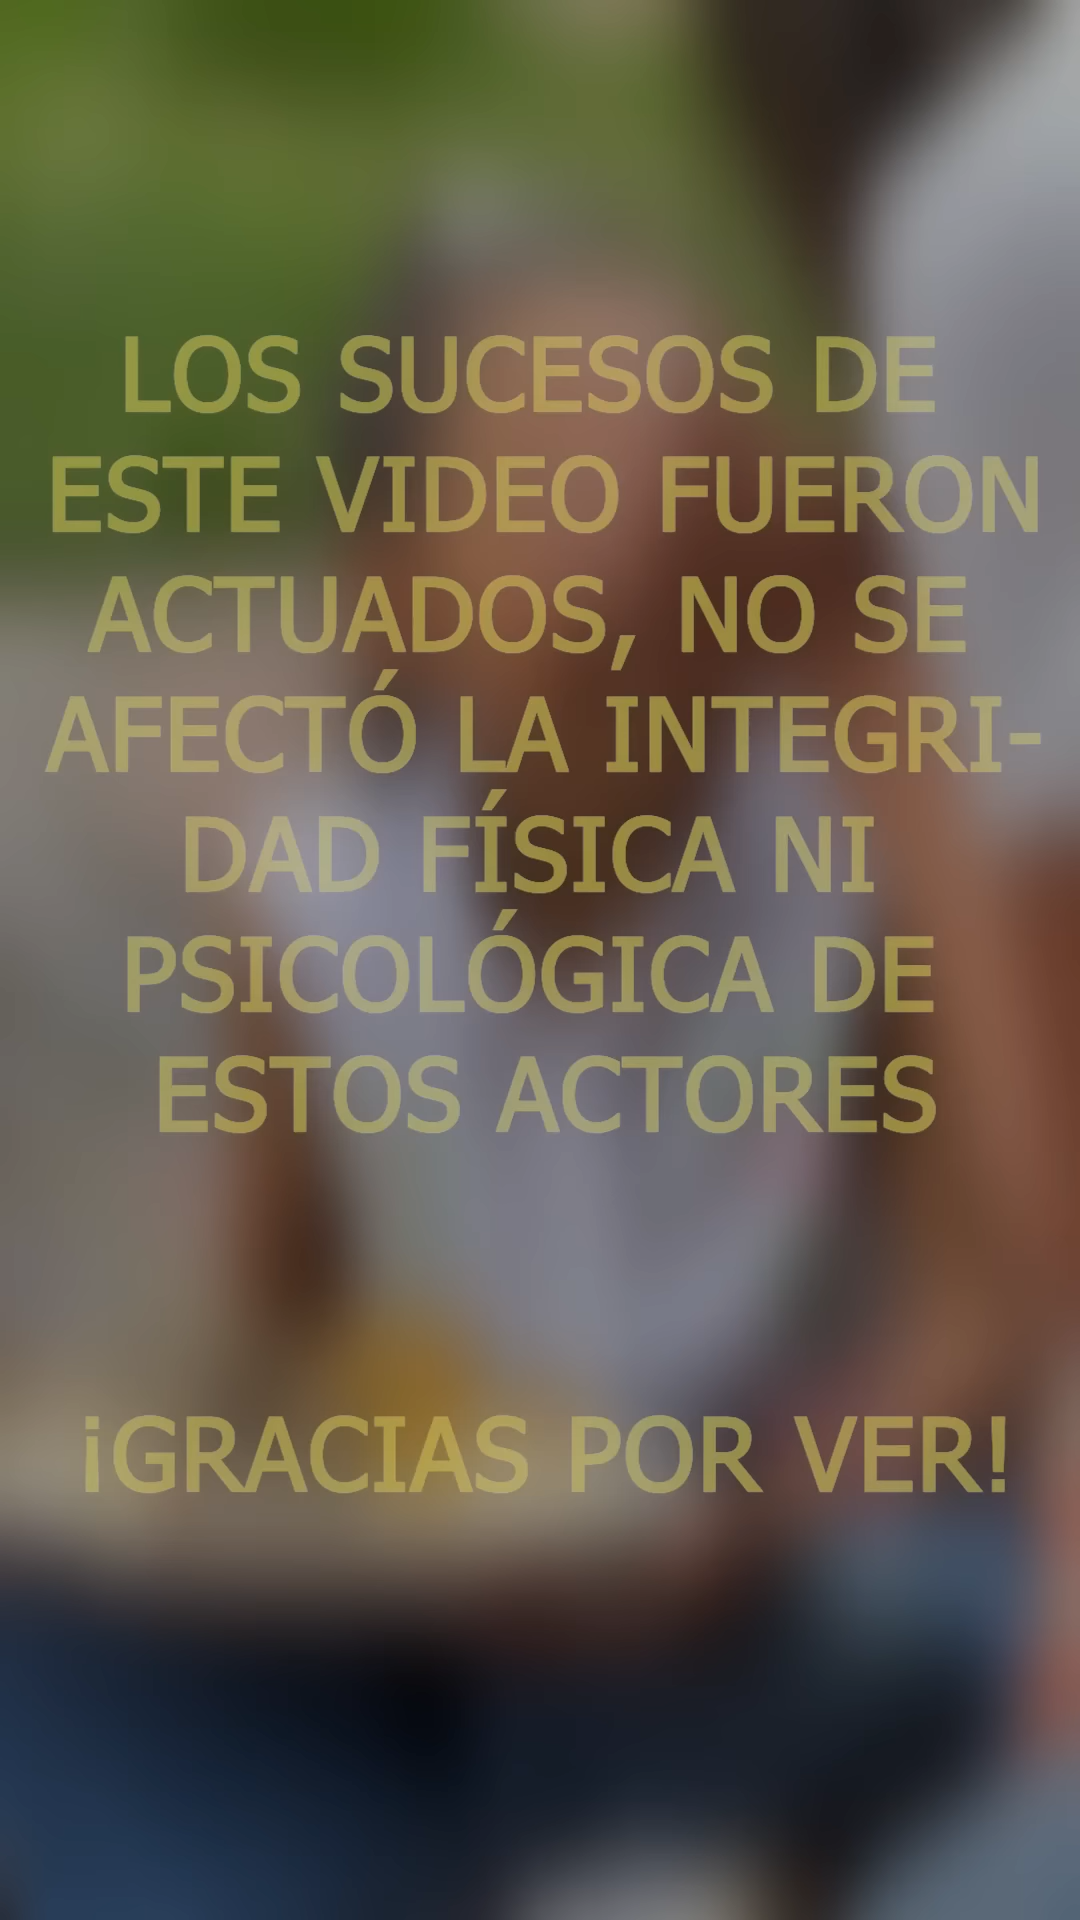 LOS SUCESOS DE
ESTE VIDEO FUERON
ACTUADOS, NO SE
AFECTÓ LA INTEGRI-
DAD FÍSICA NI
PSICOLÓGICA DE
ESTOS ACTORES
¡GRACIAS POR VER!